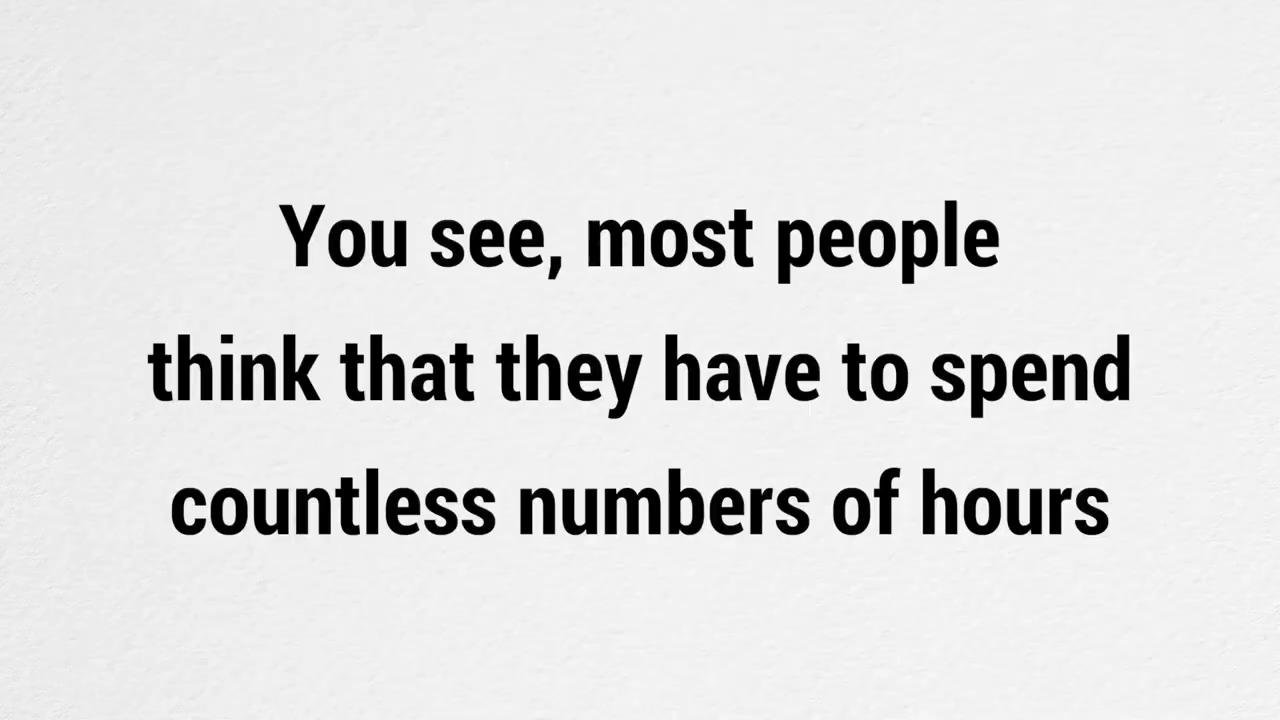 You see, most people
think that they have to spend
countless numbers of hours